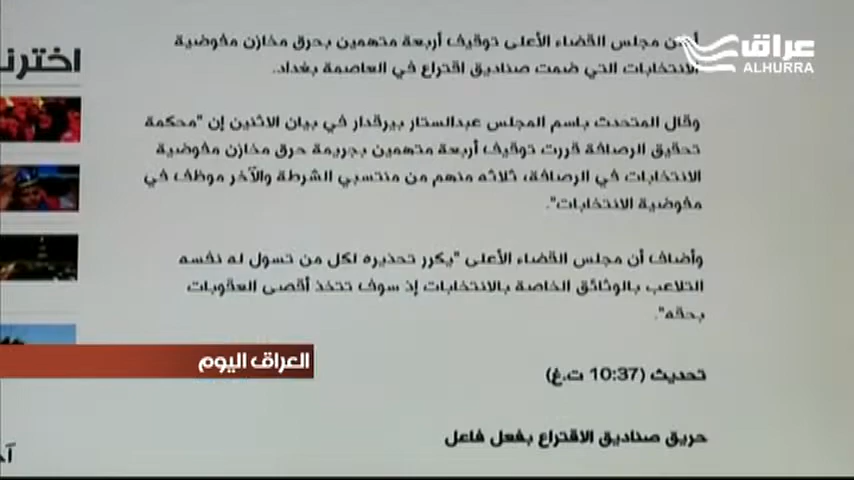 عراق
ALHURRA
مجلس القضاء الأعلى توقيف أربعة متهمين بحرق مخازن مفوضية
الانتخابات التي ضمت صناديق اقتراع في العاصمة بغداد.
وقال المتحدث باسم المجلس عبدالستار بيرقدار في بيان الاثنين إن "محكمة
تحقيق الرصافة قررت توقيف أربعة متهمين بجريمة حرق مخازن مفوضية
الانتخابات في الرصافة، ثلاثه منهم من منتسبي الشرطة والآخر موظف في
مفوضية الانتخابات".
وأضاف أن مجلس القضاء الأعلى "يكرر تحذيره لكل من تسول له نفسه
التلاعب بالوثائق الخاصة بالانتخابات إذ سوف تتخذ أقصى العقوبات
بحقه".
تحديث (10:37 ت.غ)
حريق صناديق الاقتراع بفعل فاعل
اخترنا
العراق اليوم